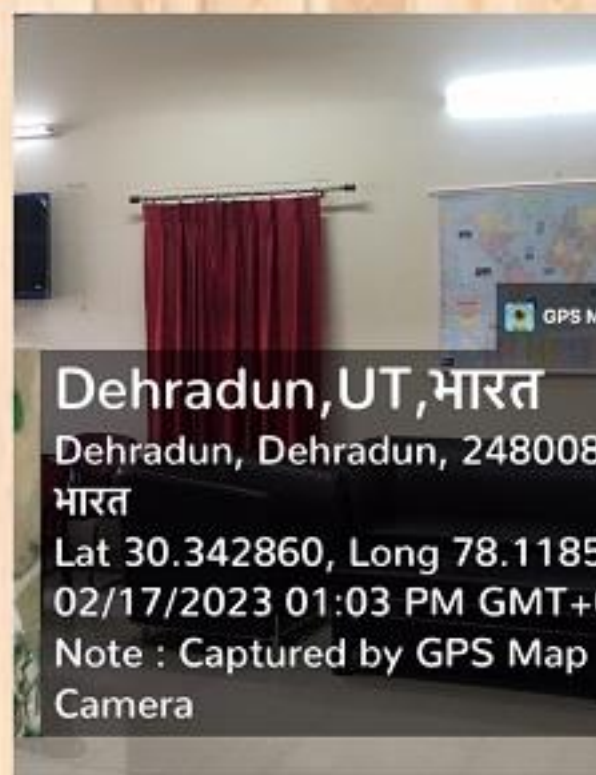 GPS M
Dehradun,UT,भारत
Dehradun, Dehradun, 248008
भारत
Lat 30.342860, Long 78.1185
02/17/2023 01:03 PM GMT+
Note : Captured by GPS Map
Camera